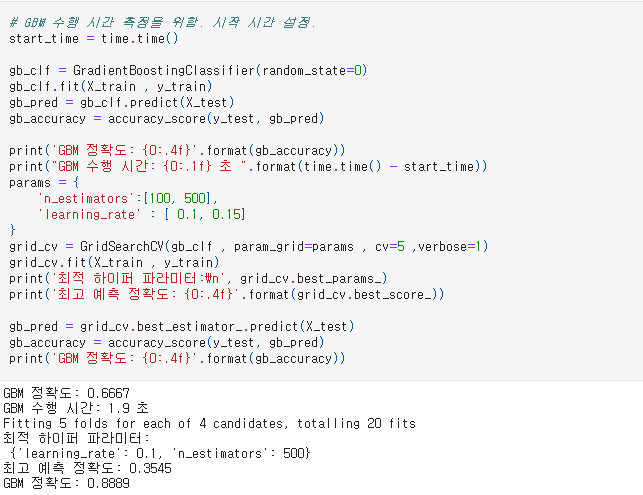 # GBM 수행 시간 측정을 위함. 시작 시간 설정.
start_time = time.time()
gb_clf = GradientBoostingClassifier(random_state=0)
gb_clf.fit(X_train , y_train)
gb_pred = gb_clf.predict(X_test)
gb_accuracy = accuracy_score(y_test, gb_pred)
print('GBM 정확도: {0:.4f}'.format(gb_accuracy))
print("GBM 수행 시간: {0:.1f} 초 ".format(time.time() - start_time))
params = {
    'n_estimators':[100, 500],
    'learning_rate' : [ 0.1, 0.15]
}
grid_cv = GridSearchCV(gb_clf , param_grid=params , cv=5 ,verbose=1)
grid_cv.fit(X_train , y_train)
print('최적 하이퍼 파라미터:₩n', grid_cv.best_params_)
print('최고 예측 정확도: {0:.4f}'.format(grid_cv.best_score_))
gb_pred = grid_cv.best_estimator_.predict(X_test)
gb_accuracy = accuracy_score(y_test, gb_pred)
print('GBM 정확도: {0:.4f}'.format(gb_accuracy))
GBM 정확도: 0.6667
GBM 수행 시간: 1.9 초
Fitting 5 folds for each of 4 candidates, totalling 20 fits
최적 하이퍼 파라미터:
 {'learning_rate': 0.1, 'n_estimators': 500}
최고 예측 정확도: 0.3545
GBM 정확도: 0.8889